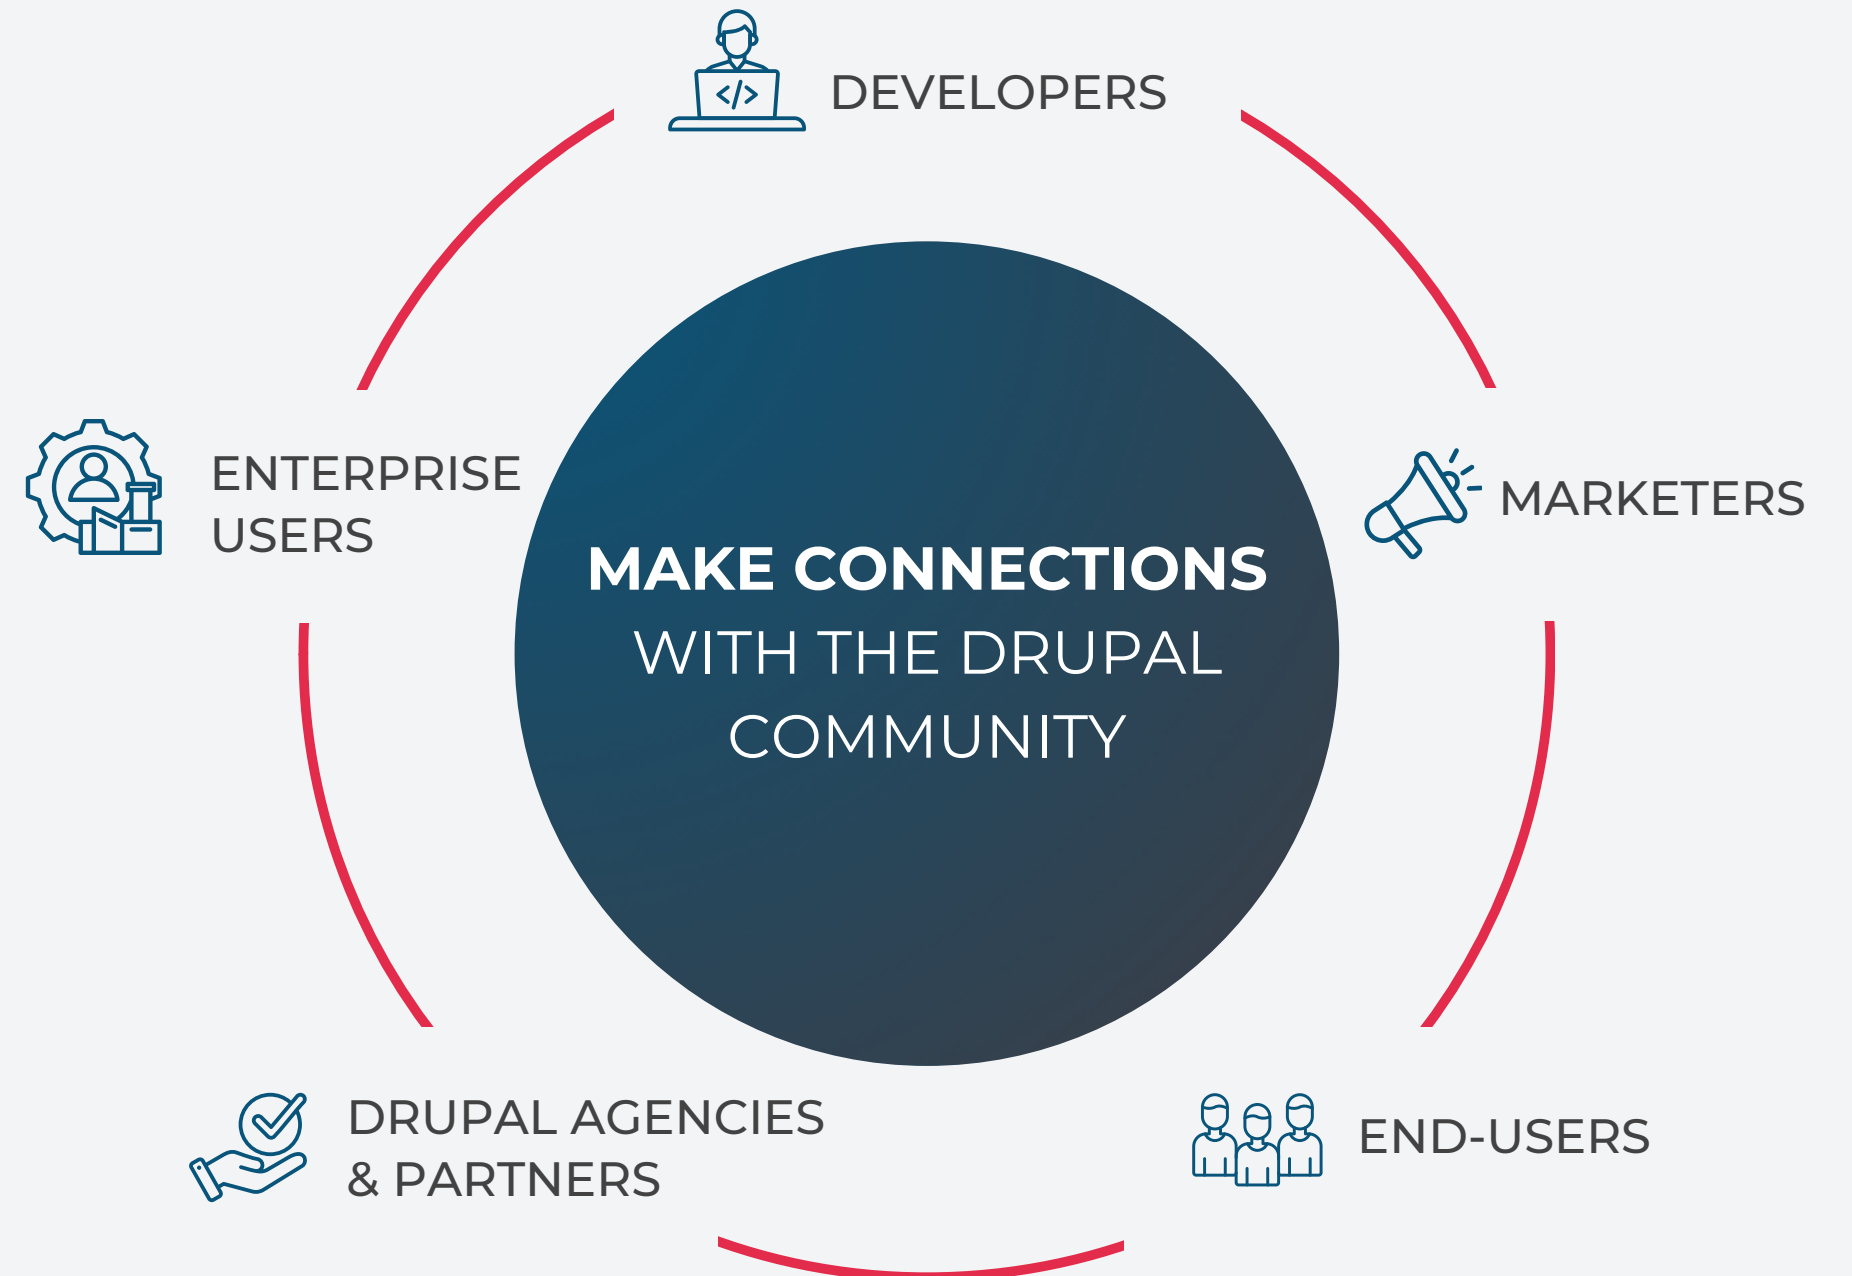 </>
DEVELOPERS
ENTERPRISE
USERS
MARKETERS
MAKE CONNECTIONS
WITH THE DRUPAL
COMMUNITY
DRUPAL AGENCIES
& PARTNERS
END-USERS